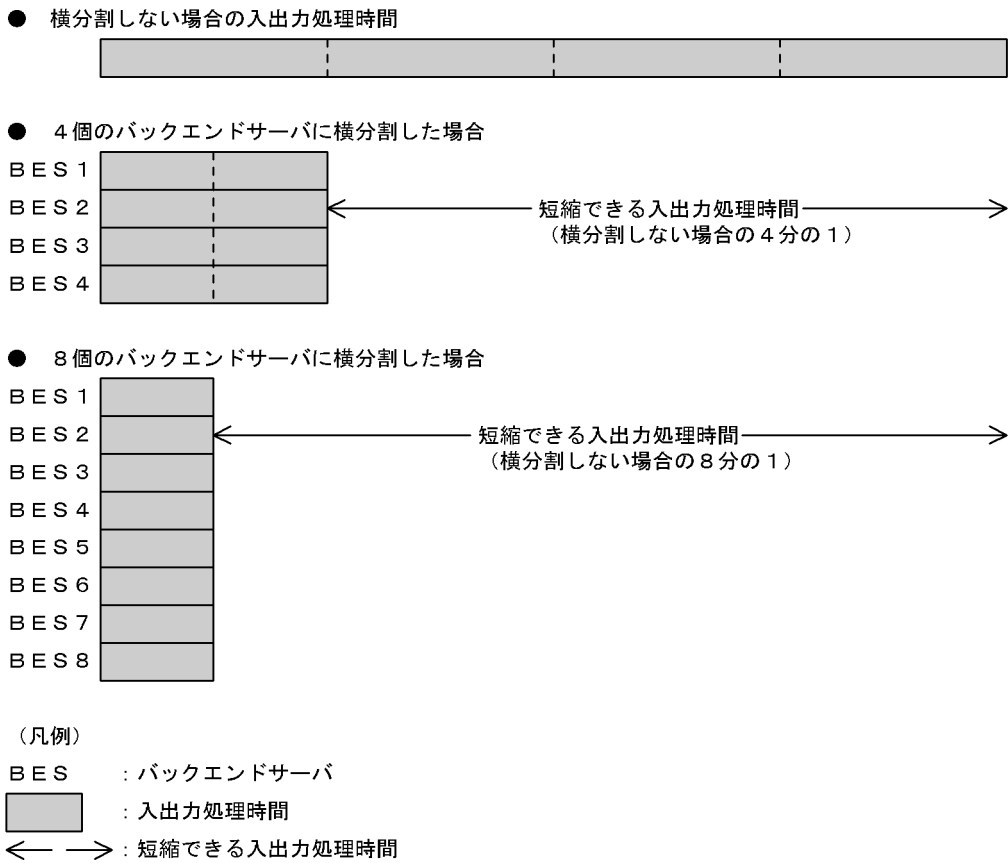 ● 横分割しない場合の入出力処理時間
● ４個のバックエンドサーバに横分割した場合
ＢＥＳ１
ＢＥＳ２
短縮できる入出力処理時間
（横分割しない場合の４分の１）
ＢＥＳ３
ＢＥＳ４
● ８個のバックエンドサーバに横分割した場合
ＢＥＳ１
ＢＥＳ２
短縮できる入出力処理時間
（横分割しない場合の８分の１）
ＢＥＳ３
ＢＥＳ４
ＢＥＳ５
ＢＥＳ６
ＢＥＳ７
ＢＥＳ８
（凡例）
ＢＥＳ ：バックエンドサーバ
：入出力処理時間
：短縮できる入出力処理時間